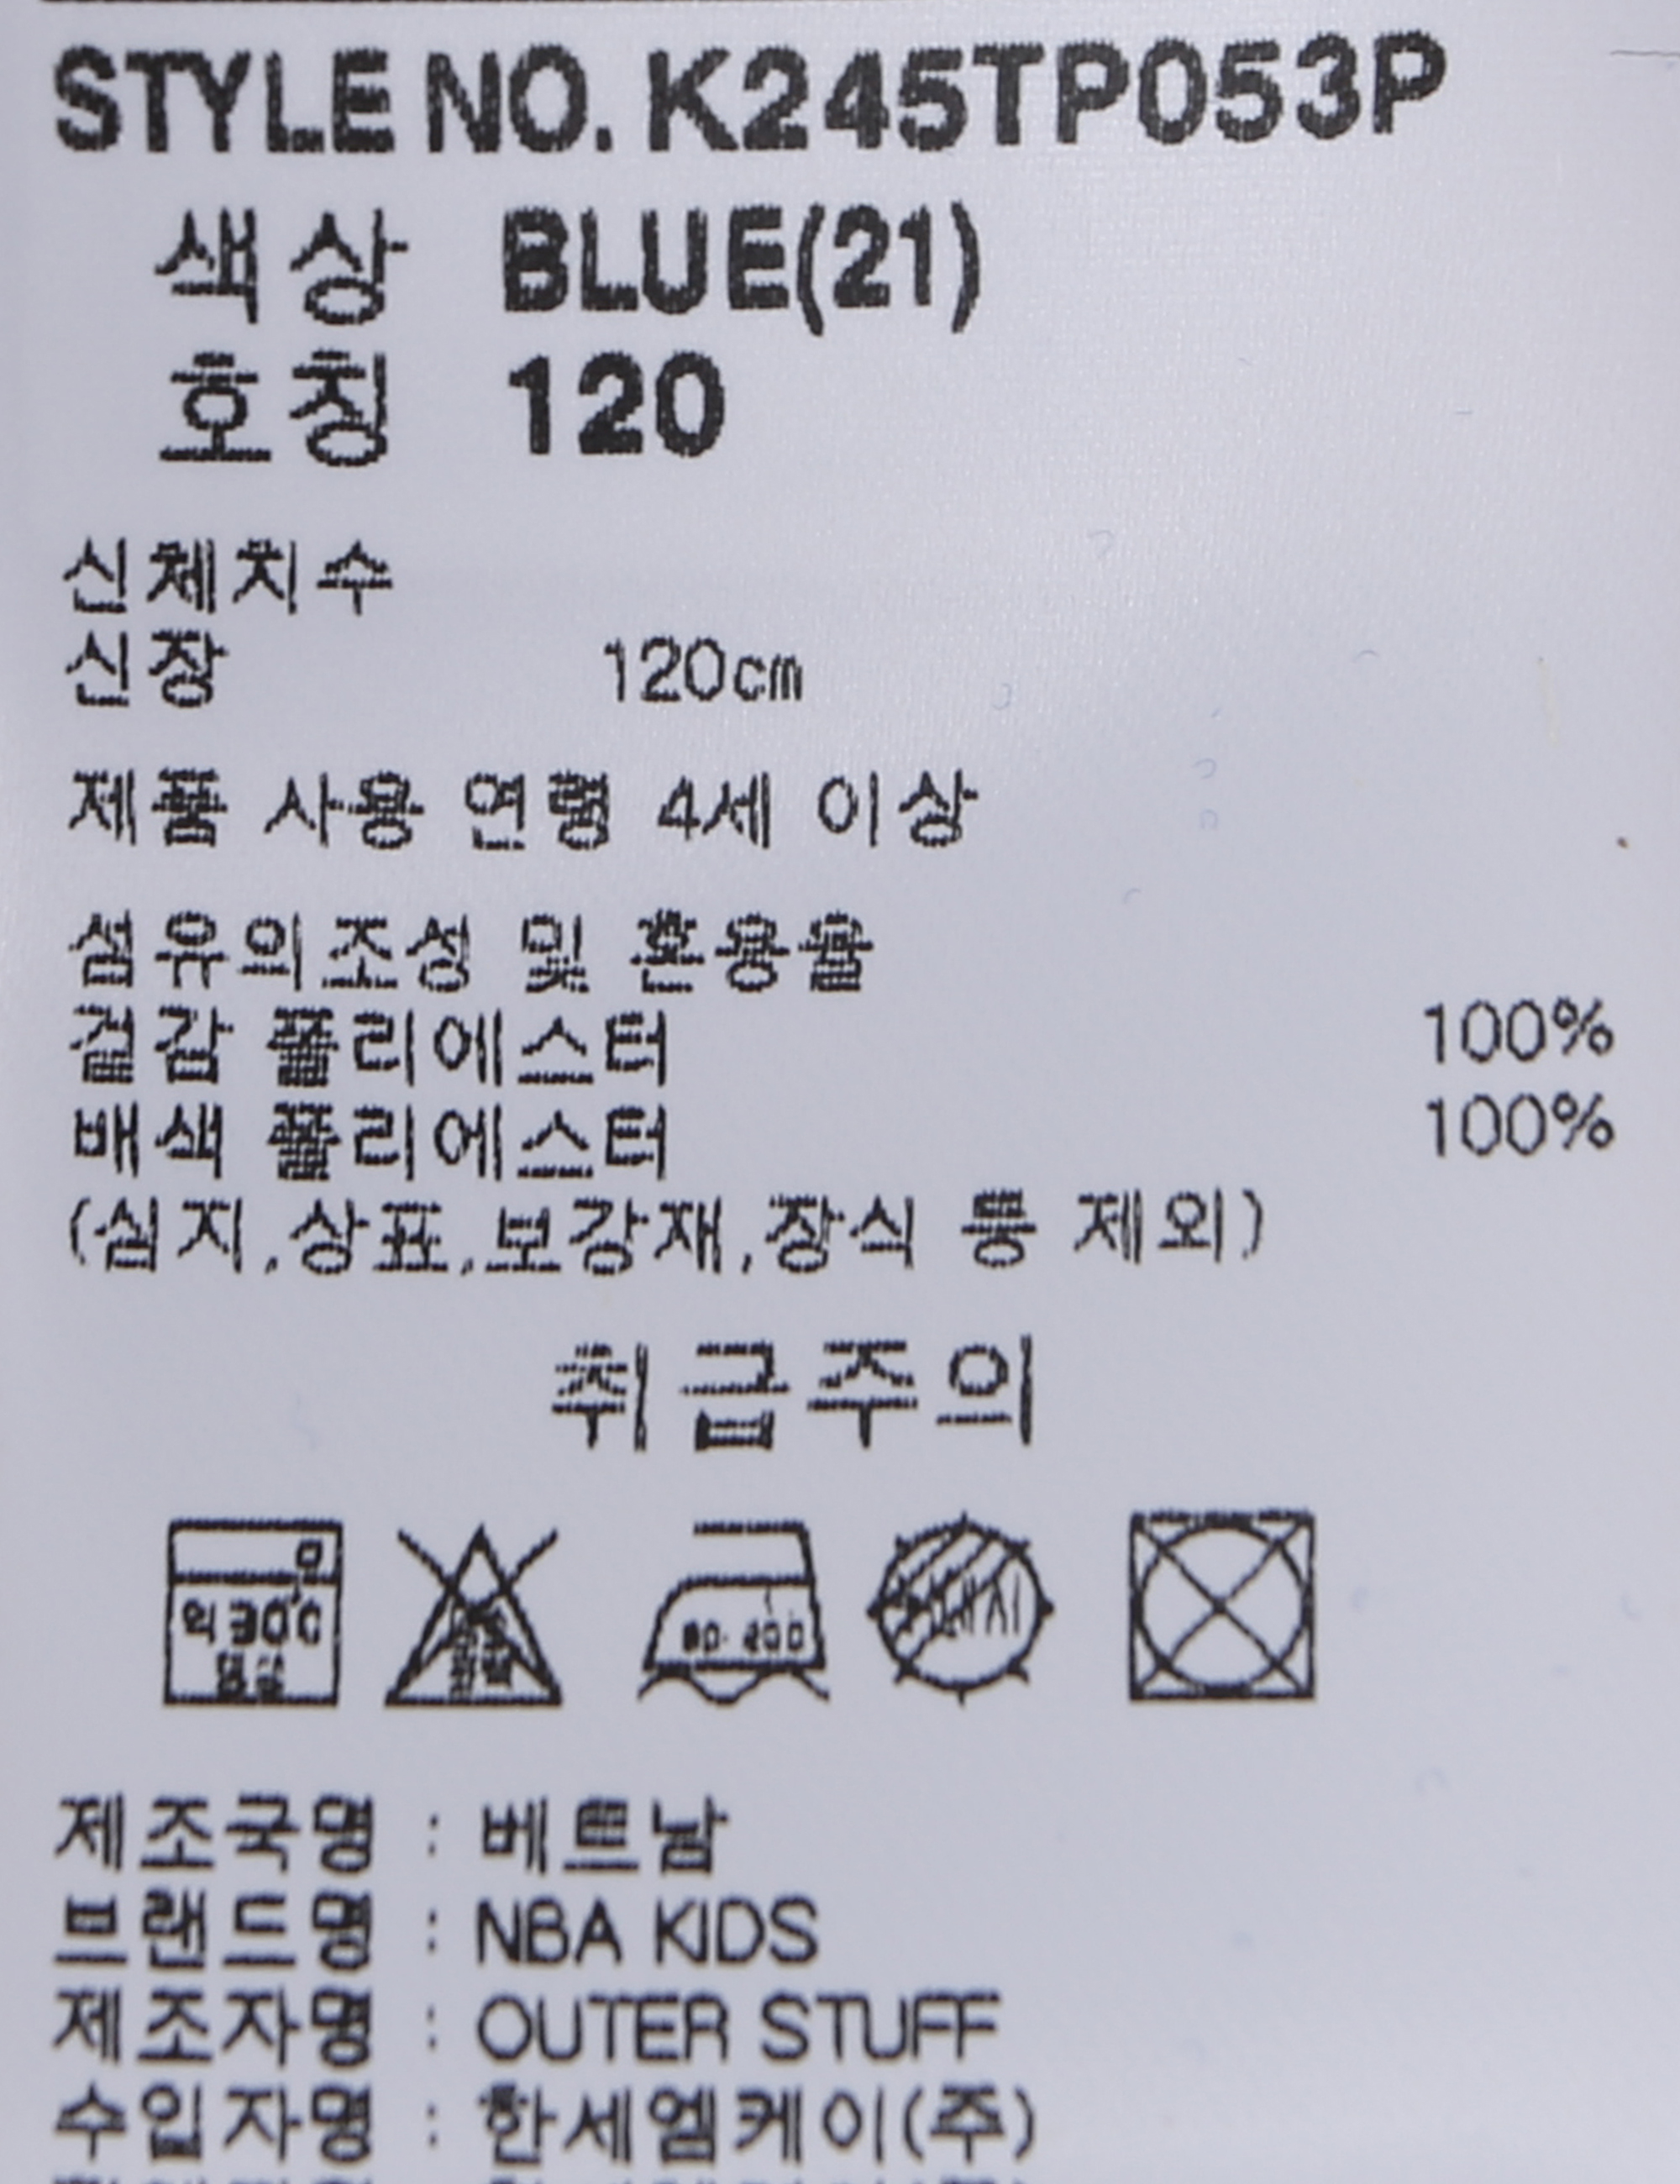 STYLE NO. K245TP053P
색상 BLUE(21)
호칭 120
신체치수
신장 120cm
제품 사용 연령 4세 이상
섬유의조성 및 혼용율
겉감 폴리에스터 100%
배색 폴리에스터 100%
(심지,상표,보강재,장식 등 제외)
취급주의
약30℃
중성
제조국명 : 베트남
브랜드명 : NBA KIDS
제조자명 : OUTER STUFF
수입자명 : 한세엠케이(주)